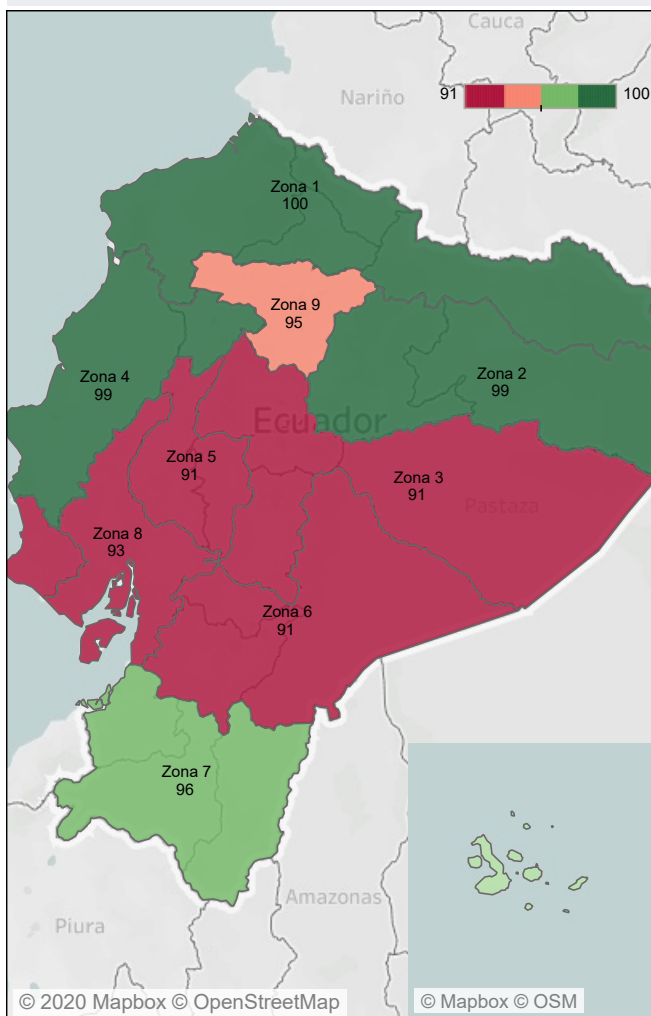 Cauca
91
100
Nariño
Zona 1
100
Zona 9
95
Zona 4
99
Zona 2
99
Ecuador
Zona 5
91
Zona 3
91
Pastaza
Zona 8
93
Zona 6
91
Zona 7
96
Amazonas
Piura
© 2020 Mapbox © OpenStreetMap
© Mapbox © OSM